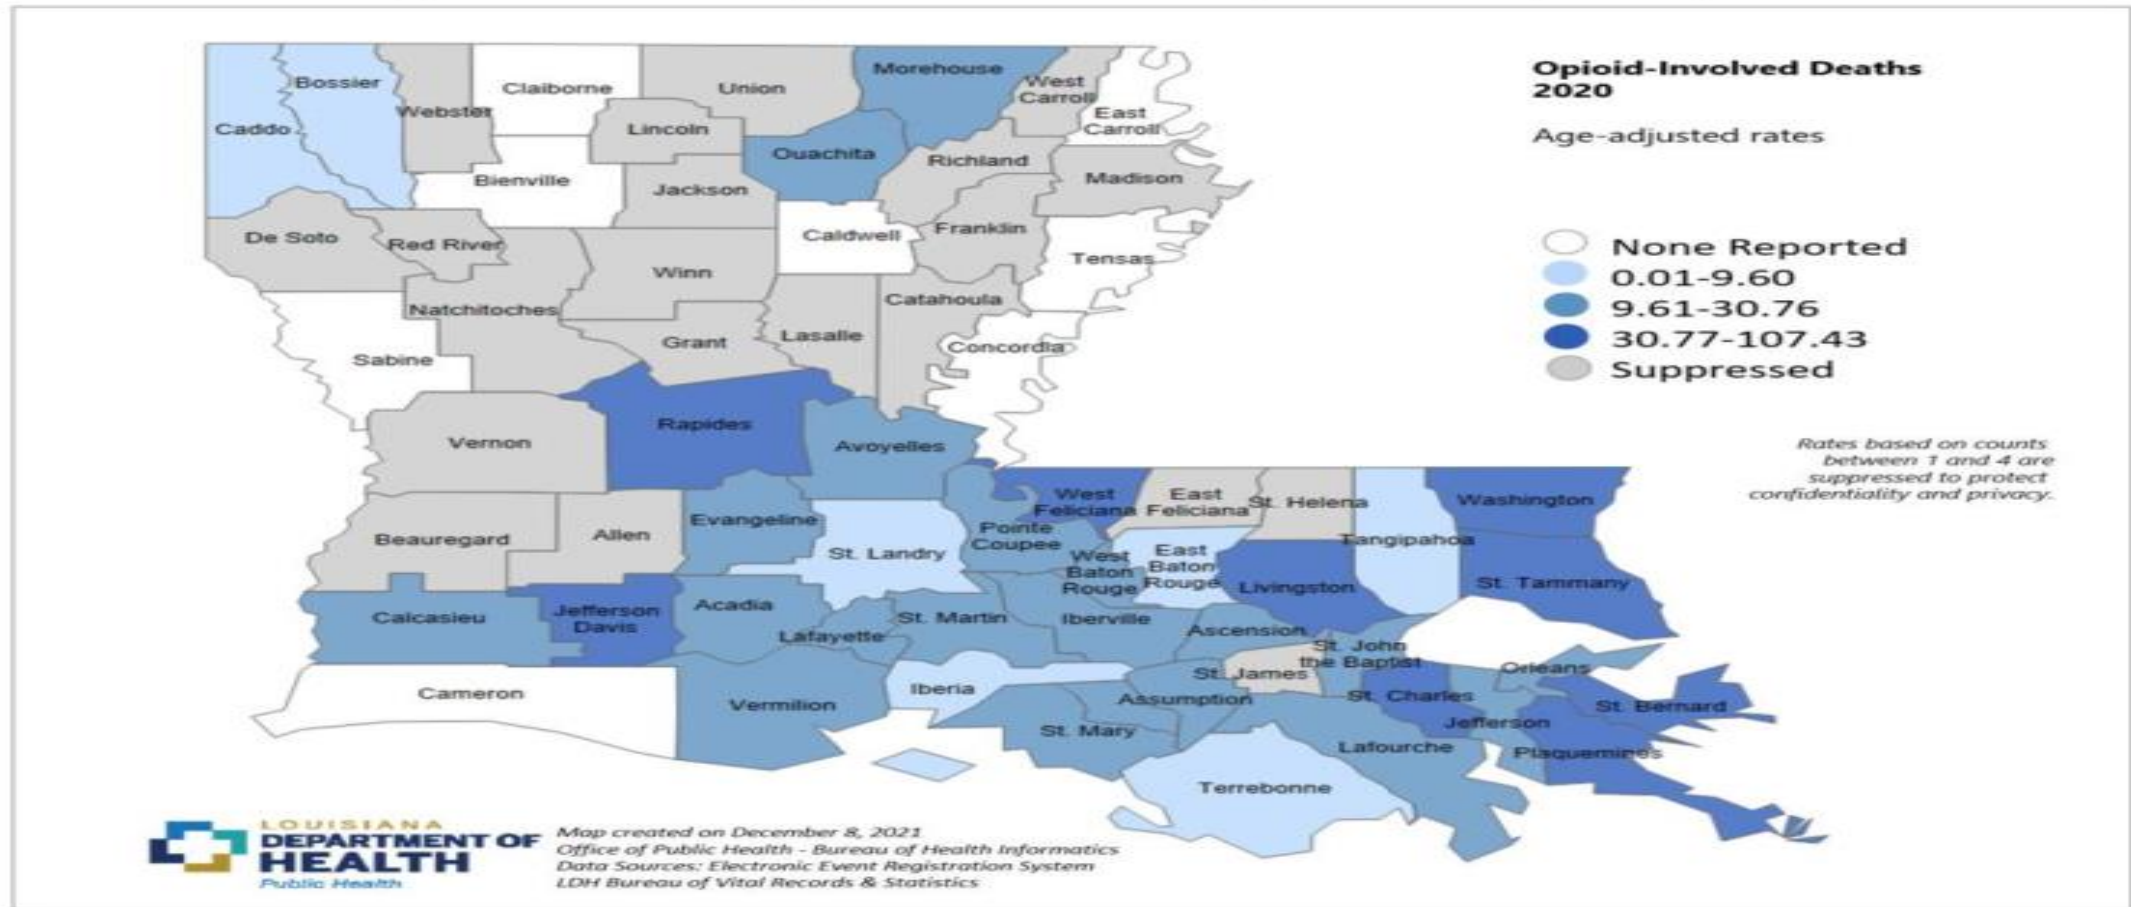 Opioid-Involved Deaths
2020
Age-adjusted rates
None Reported
0.01-9.60
9.61-30.76
30.77-107.43
Suppressed
Rates based on counts
between 1 and 4 are
suppressed to protect
confidentiality and privacy.
Caddo
Bossier
Webster
Claiborne
Union
Morehouse
West
Carroll
East
Carroll
Lincoln
Ouachita
Richland
Madison
Bienville
Jackson
De Soto
Red River
Caldwell
Franklin
Tensas
Winn
Natchitoches
Catahoula
Sabine
Grant
Lasalle
Concordia
Vernon
Rapides
Avoyelles
Beauregard
Allen
Evangeline
St. Landry
Pointe
Coupee
West
Feliciana
East
Feliciana
St. Helena
Tangipahoa
Washington
West
Baton
Rouge
East
Baton
Rouge
Livingston
St. Tammany
Calcasieu
Jefferson
Davis
Acadia
Lafayette
St. Martin
Iberville
Ascension
St. John
the Baptist
Orleans
Cameron
Vermilion
Iberia
St. James
Assumption
St. Charles
St. Bernard
St. Mary
Jefferson
Lafourche
Plaquemines
Terrebonne
LOUISIANA
DEPARTMENT OF
HEALTH
Public Health
Map created on December 8, 2021
Office of Public Health - Bureau of Health Informatics
Data Sources: Electronic Event Registration System
LDH Bureau of Vital Records & Statistics